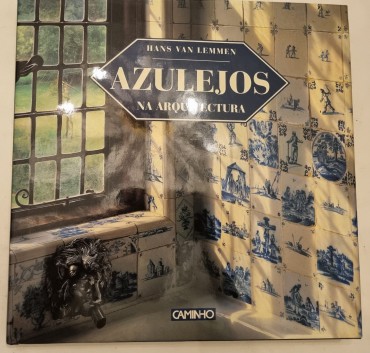 HANS VAN LEMMEN
AZULEJOS
NA ARQUITECTURA
CAMINHO